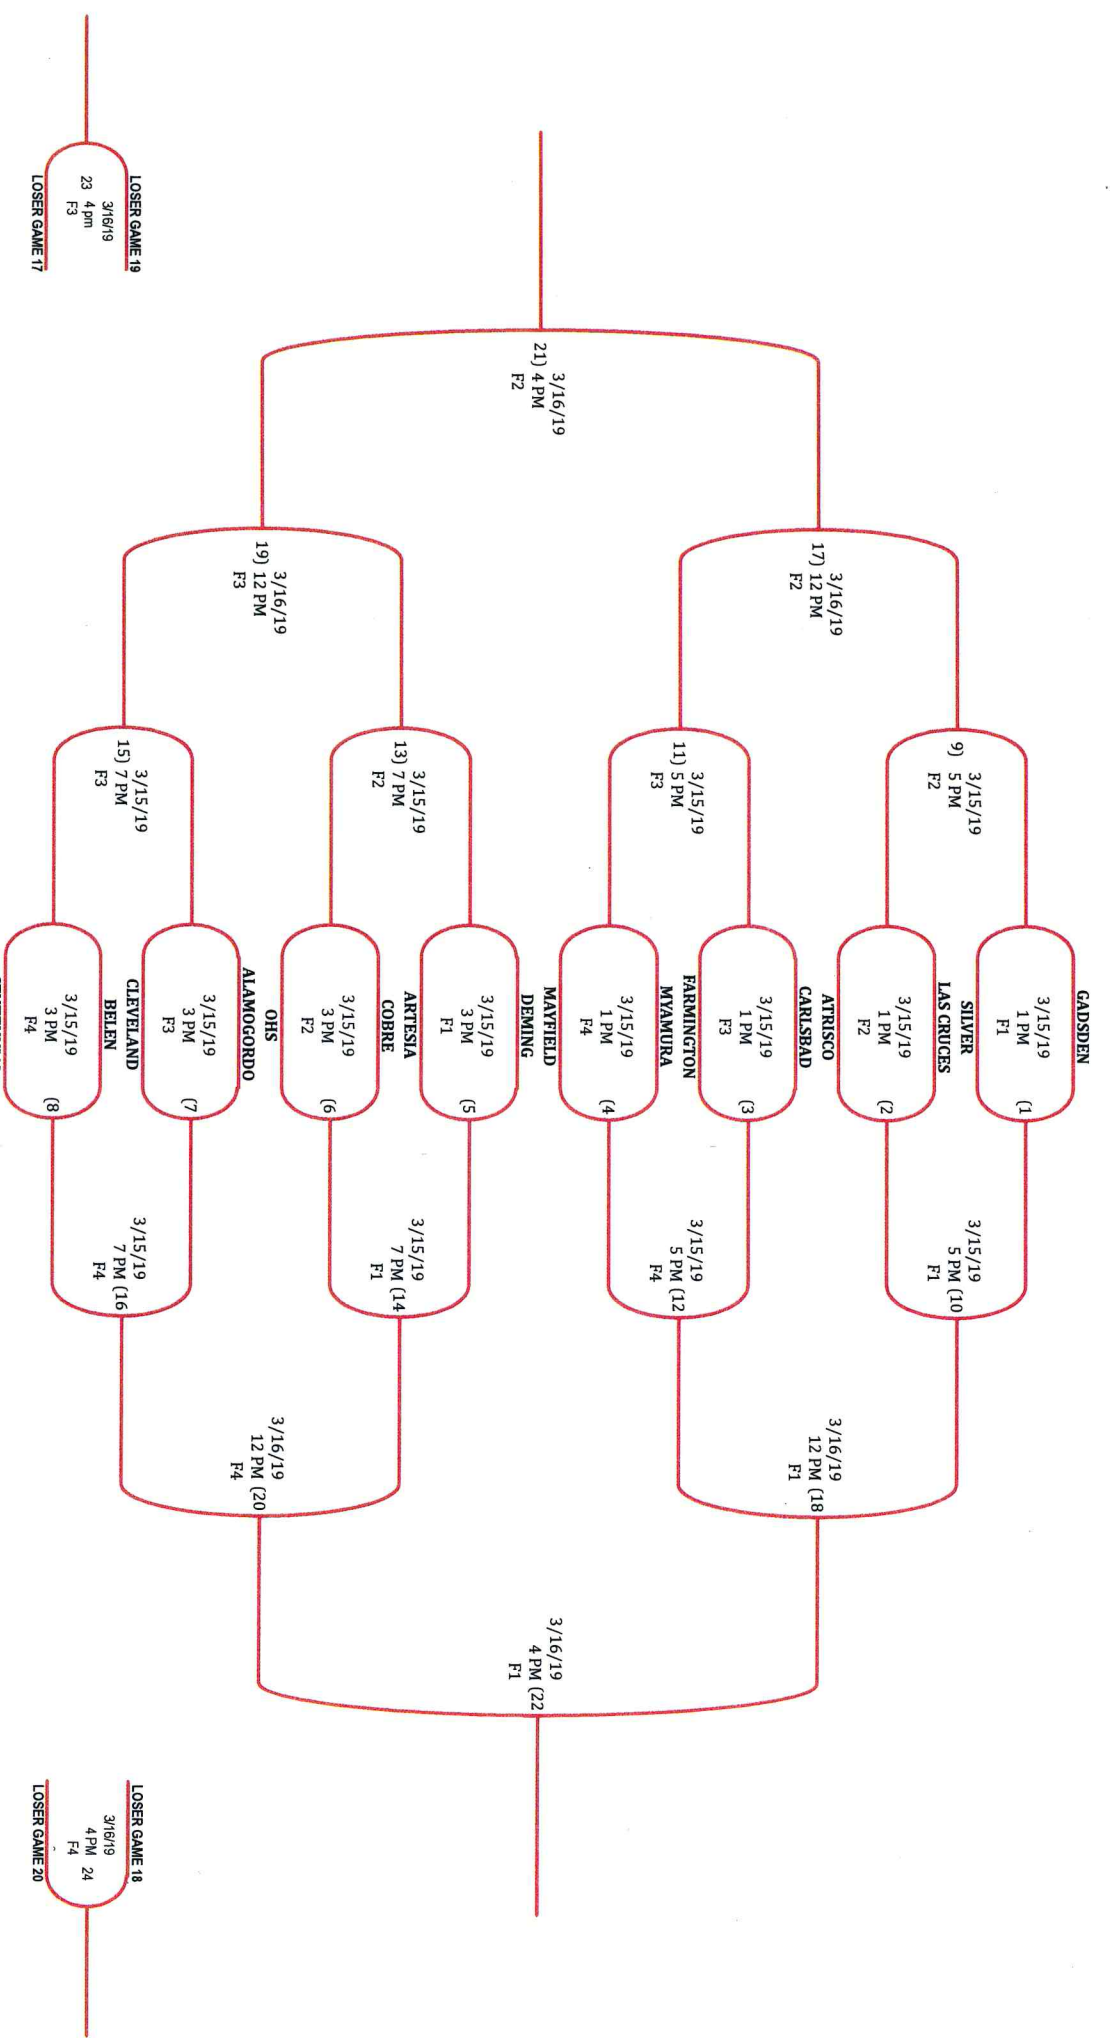 GADSDEN
3/15/19
1 PM
F1
(1
SILVER
LAS CRUCES
3/15/19
1 PM
F2
(2
ATRISCO
CARLSBAD
3/15/19
1 PM
F3
(3
FARMINGTON
MYAMURA
3/15/19
1 PM
F4
(4
MAYFIELD
DEMING
3/15/19
3 PM
F1
(5
ARTESIA
COBRE
3/15/19
3 PM
F2
(6
OHS
ALAMOGORDO
3/15/19
3 PM
F3
(7
CLEVELAND
BELEN
3/15/19
3 PM
F4
(8
3/15/19
9) 5 PM
F2
3/15/19
11) 5 PM
F3
3/15/19
13) 7 PM
F2
3/15/19
15) 7 PM
F3
3/16/19
17) 12 PM
F2
3/16/19
19) 12 PM
F3
3/16/19
21) 4 PM
F2
3/15/19
5 PM (10
F1
3/15/19
5 PM (12
F4
3/15/19
7 PM (14
F1
3/15/19
7 PM (16
F4
3/16/19
12 PM (18
F1
3/16/19
12 PM (20
F4
3/16/19
4 PM (22
F1
LOSER GAME 19
3/16/19
23 4 pm
F3
LOSER GAME 17
LOSER GAME 18
3/16/19
4 PM 24
F4
LOSER GAME 20